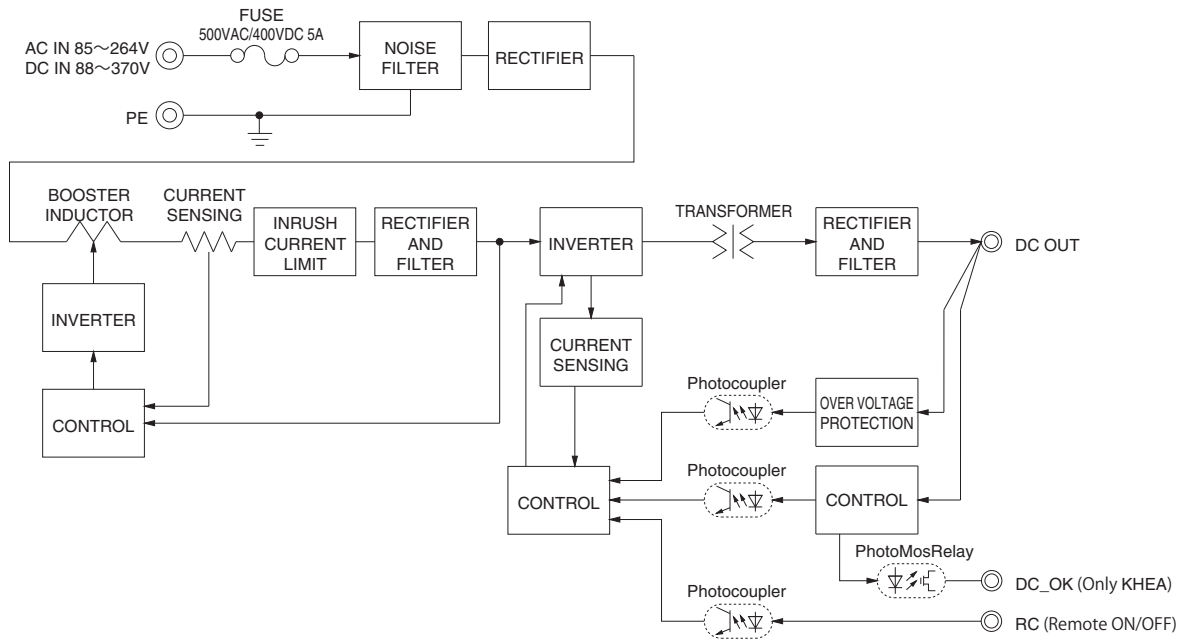 FUSE
500VAC/400VDC 5A
AC IN 85～264V
DC IN 88～370V
NOISE
FILTER
RECTIFIER
PE
BOOSTER
INDUCTOR
CURRENT
SENSING
INRUSH
CURRENT
LIMIT
RECTIFIER
AND
FILTER
INVERTER
TRANSFORMER
RECTIFIER
AND
FILTER
DC OUT
INVERTER
CURRENT
SENSING
CONTROL
Photocoupler
OVER VOLTAGE
PROTECTION
Photocoupler
CONTROL
CONTROL
PhotoMosRelay
DC_OK (Only KHEA)
Photocoupler
RC (Remote ON/OFF)